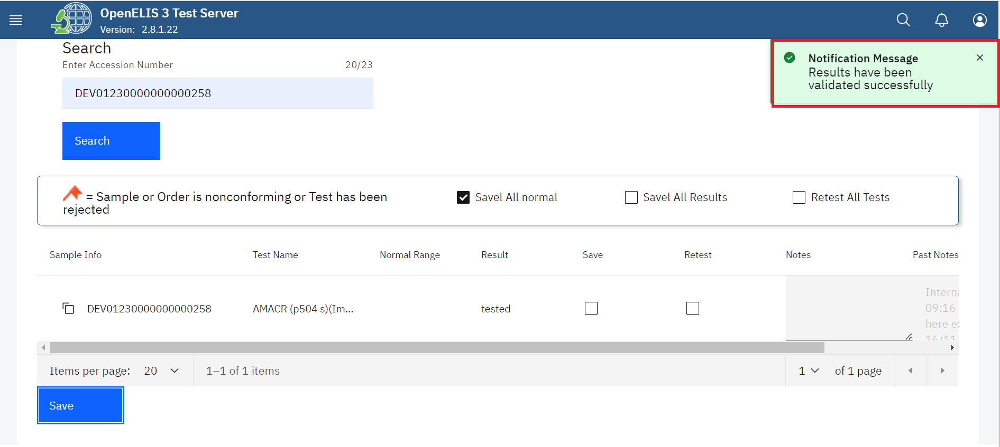 OpenELIS 3 Test Server
Version: 2.8.1.22
Search
Enter Accession Number 20/23
DEV01230000000000258
Search
Notification Message
Results have been
validated successfully
= Sample or Order is nonconforming or Test has been
rejected
Savel All normal
Savel All Results
Retest All Tests
Sample Info Test Name Normal Range Result Save Retest Notes Past Notes
DEV01230000000000258 AMACR (p504 s)(Im... tested
09:16
here
16/11
Items per page: 20 1–1 of 1 items 1 of 1 page
Save